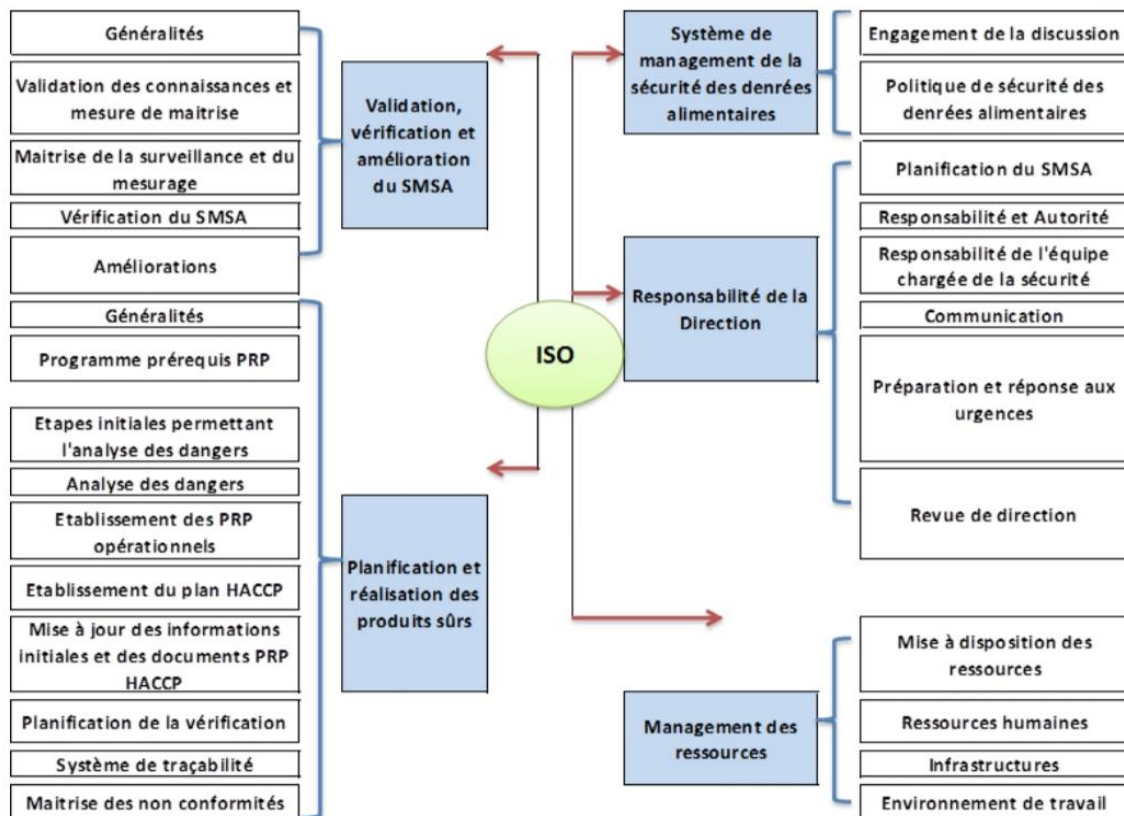 Généralités
Validation des connaissances et
mesure de maitrise
Maitrise de la surveillance et du
mesurage
Vérification du SMSA
Améliorations
Validation,
vérification et
amélioration
du SMSA
Généralités
Programme prérequis PRP
Etapes initiales permettant
l'analyse des dangers
Analyse des dangers
Etablissement des PRP
opérationnels
Etablissement du plan HACCP
Mise à jour des informations
initiales et des documents PRP
HACCP
Planification de la vérification
Système de traçabilité
Maitrise des non conformités
Planification et
réalisation des
produits sûrs
ISO
Système de
management de la
sécurité des denrées
alimentaires
Engagement de la discussion
Politique de sécurité des
denrées alimentaires
Responsabilité de la
Direction
Planification du SMSA
Responsabilité et Autorité
Responsabilité de l'équipe
chargée de la sécurité
Communication
Préparation et réponse aux
urgences
Revue de direction
Management des
ressources
Mise à disposition des
ressources
Ressources humaines
Infrastructures
Environnement de travail